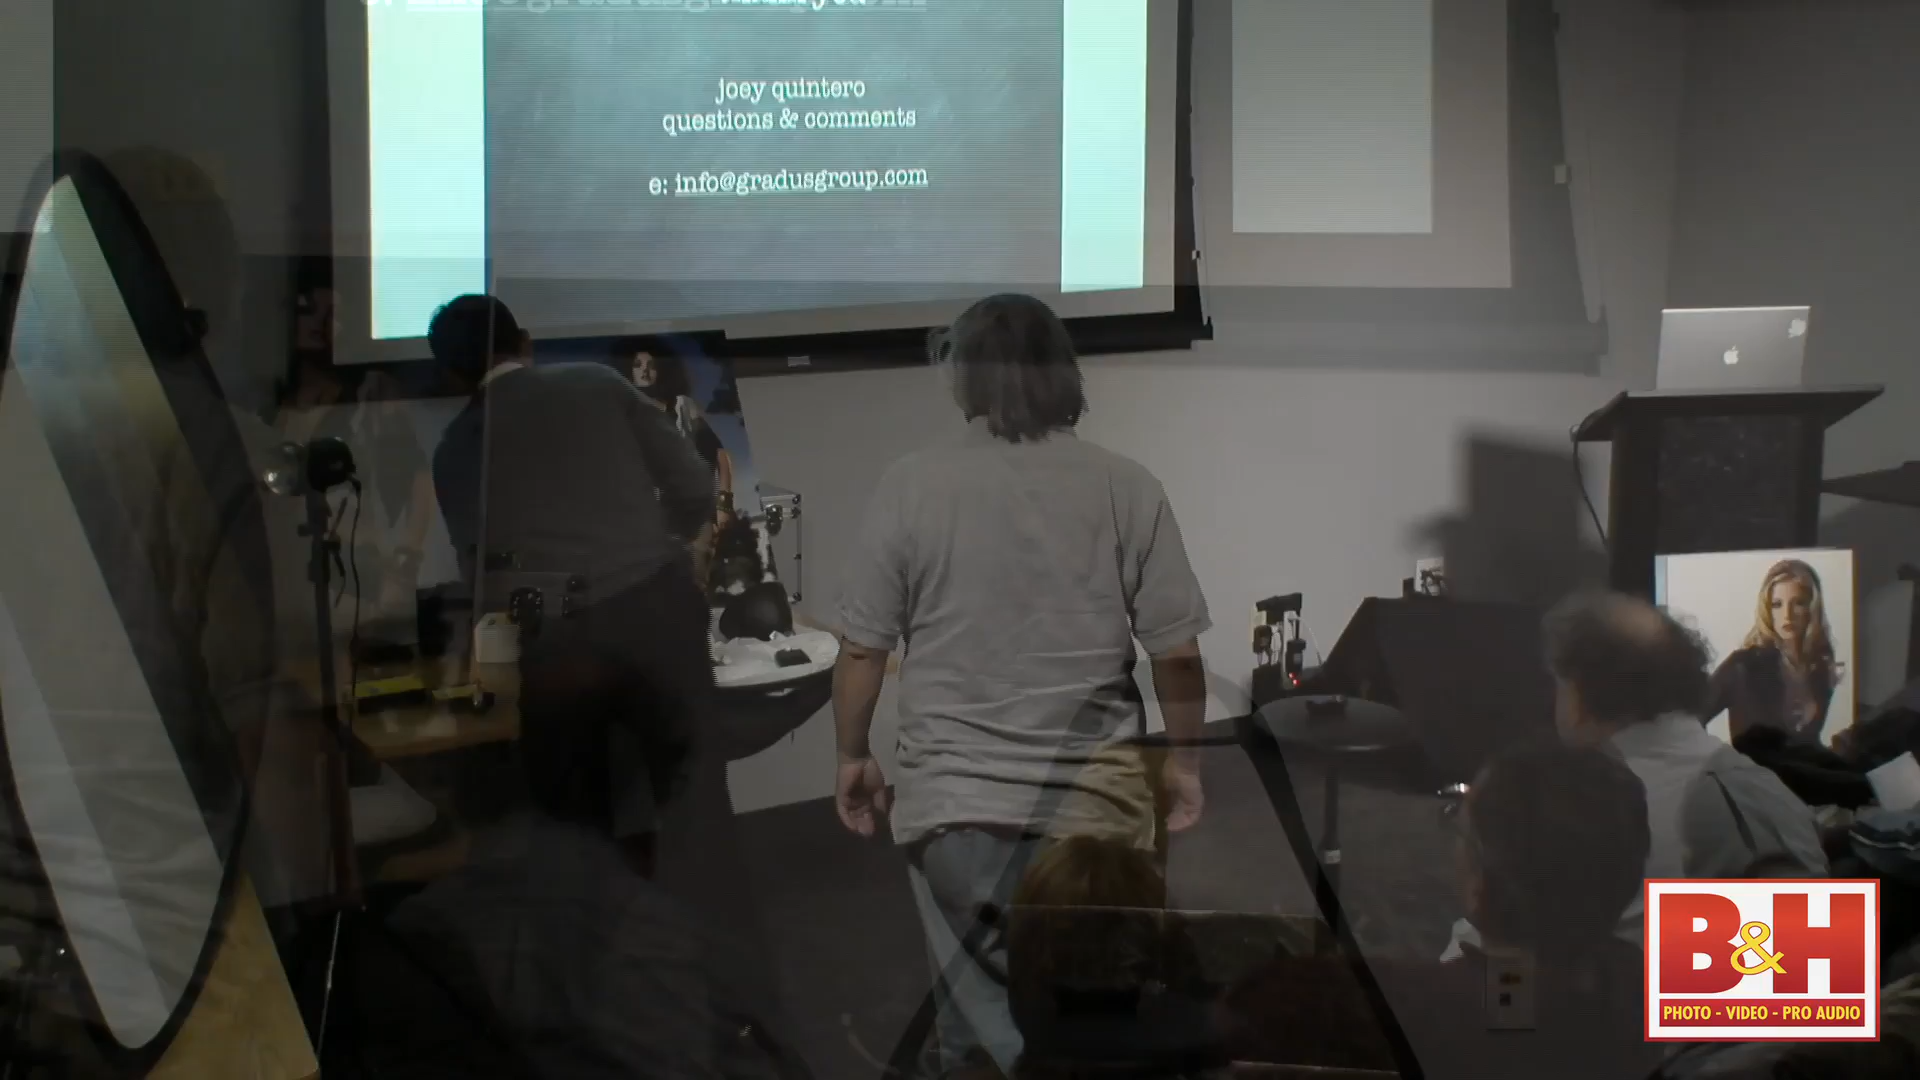 joey quintero
questions & comments
e: info@gradusgroup.com
B&H
PHOTO - VIDEO - PRO AUDIO